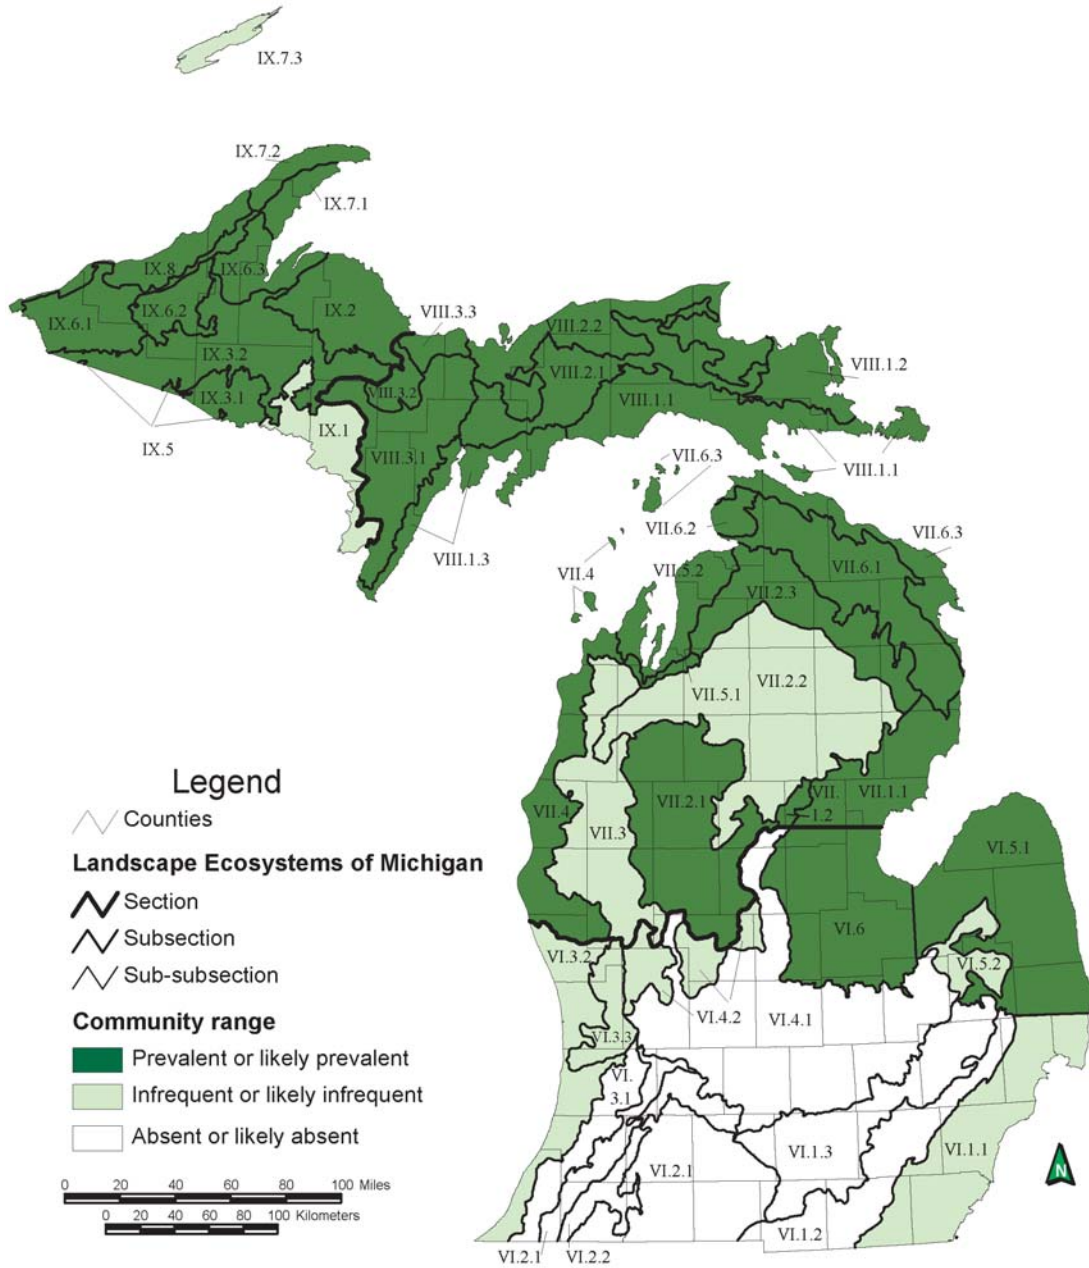 IX.7.3
IX.7.2
IX.7.1
IX.8
IX.6.3
IX.6.2
IX.6.1
IX.2
VIII.3.3
VIII.2.2
IX.3.2
VIII.2.1
VIII.1.2
IX.3.1
VIII.3.2
VIII.1.1
IX.1
IX.5
VIII.3.1
VII.6.3
VIII.1.1
VII.6.2
VII.6.3
VIII.1.3
VII.4
VII.5.2
VII.6.1
VII.2.3
VII.5.1
VII.2.2
Legend
Counties
Landscape Ecosystems of Michigan
Section
Subsection
Sub-subsection
Community range
Prevalent or likely prevalent
Infrequent or likely infrequent
Absent or likely absent
0 20 40 60 80 100 Miles
0 20 40 60 80 100 Kilometers
VII.4
VII.3
VII.2.1
VII.
1.2
VII.1.1
VI.5.1
VI.6
VI.3.2
VI.5.2
VI.4.2
VI.4.1
VI.3.3
VI.
3.1
VI.1.3
VI.1.1
VI.2.1
VI.1.2
VI.2.1
VI.2.2
N